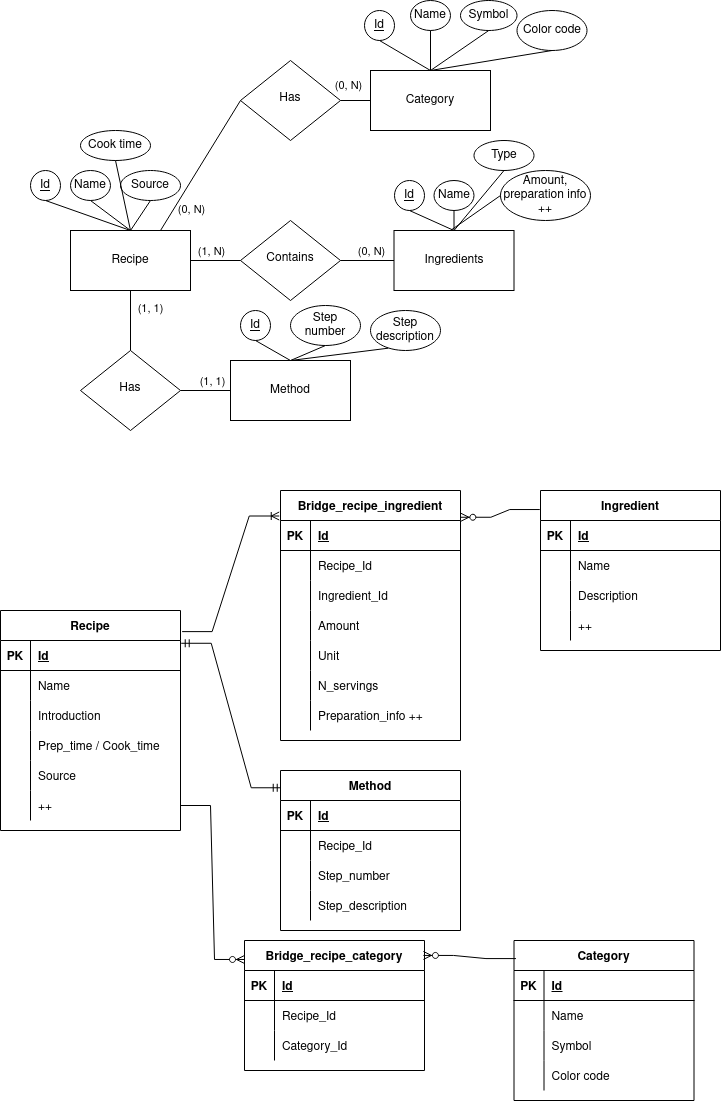 Id
Name
Symbol
Color code
(0, N)
Has
Category
Cook time
Type
Id
Name
Source
Id
Name
Amount,
preparation info
++
(0, N)
Recipe
(1, N)
Contains
(0, N)
Ingredients
(1, 1)
Id
Step
number
Step
description
Has
(1, 1)
Method
Bridge_recipe_ingredient
PK Id
Recipe_Id
Ingredient_Id
Amount
Unit
N_servings
Preparation_info ++
Ingredient
PK Id
Name
Description
++
Recipe
PK Id
Name
Introduction
Prep_time / Cook_time
Source
++
Method
PK Id
Recipe_Id
Step_number
Step_description
Bridge_recipe_category
PK Id
Recipe_Id
Category_Id
Category
PK Id
Name
Symbol
Color code